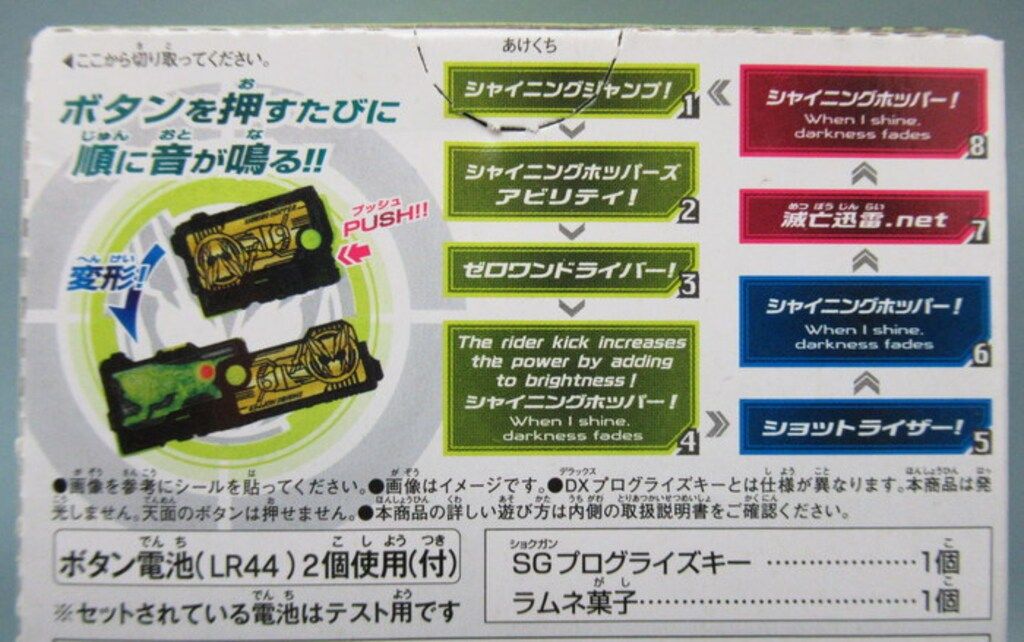 あけくち
◀ここから切り取ってください。
ボタンを押すたびに
順に音が鳴る!!
プッシュ
PUSH!!
変形!
シャイニングジャンプ! 1
シャイニングホッパーズ
アビリティ! 2
ゼロワンドライバー! 3
The rider kick increases
the power by adding
to brightness!
シャイニングホッパー!
When I shine,
darkness fades 4
ショットライザー! 5
シャイニングホッパー!
When I shine,
darkness fades 6
滅亡迅雷.net 7
シャイニングホッパー!
When I shine,
darkness fades 8
●画像を参考にシールを貼ってください。●画像はイメージです。●DXプログライズキーとは仕様が異なります。本商品は発
光しません。天面のボタンは押せません。●本商品の詳しい遊び方は内側の取扱説明書をご確認ください。
ボタン電池(LR44)2個使用(付)
※セットされている電池はテスト用です
SGプログライズキー……………………1個
ラムネ菓子……………………………………1個